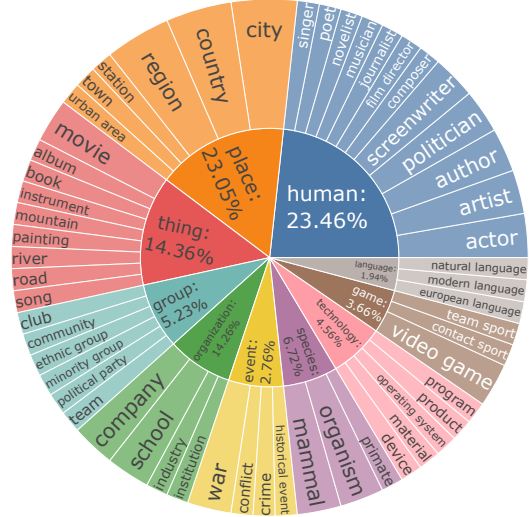 human:
23.46%
singer
poet
novelist
musician
journalist
film director
composer
screenwriter
politician
author
artist
actor
place:
23.05%
city
country
region
station
town
urban area
thing:
14.36%
movie
album
book
instrument
mountain
painting
river
road
song
group:
5.23%
club
community
ethnic group
minority group
political party
team
organization:
14.26%
company
school
industry
institution
event:
2.76%
war
conflict
crime
historical event
species:
6.77%
mammal
organism
primate
technology:
4.56%
device
material
operating system
product
program
game:
3.66%
video game
contact sport
team sport
language:
1.94%
european language
modern language
natural language